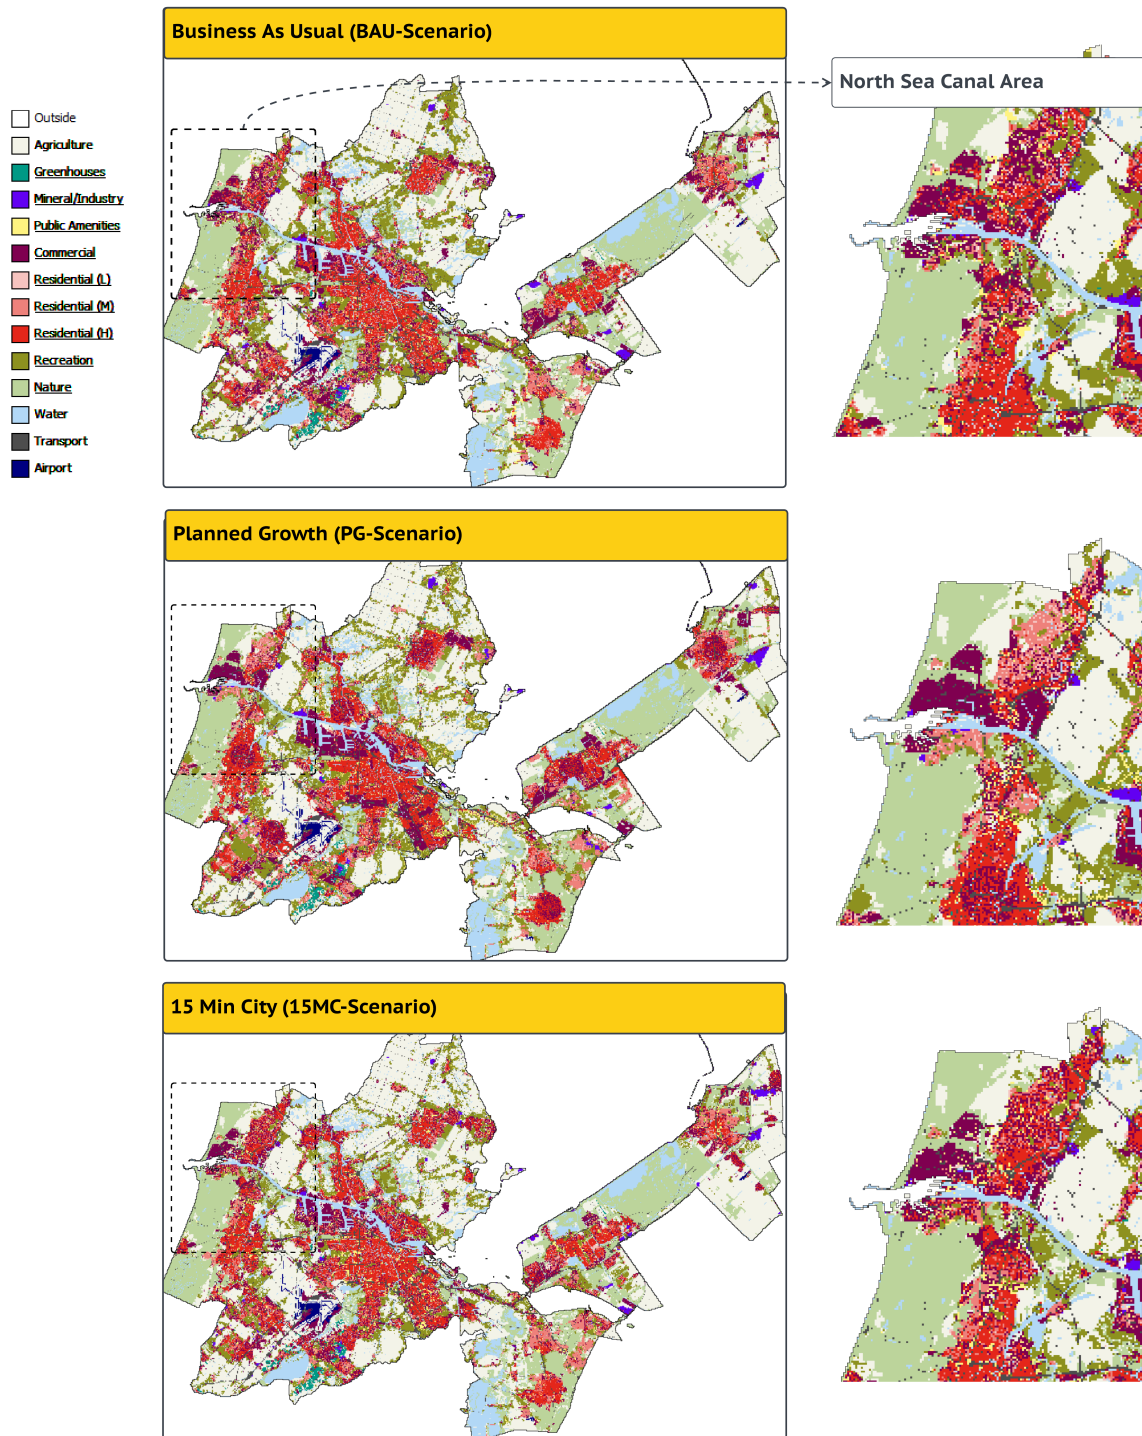 Business As Usual (BAU-Scenario)
North Sea Canal Area
Outside
Agriculture
Greenhouses
Mineral/Industry
Public Amenities
Commercial
Residential (L)
Residential (M)
Residential (H)
Recreation
Nature
Water
Transport
Airport
Planned Growth (PG-Scenario)
15 Min City (15MC-Scenario)